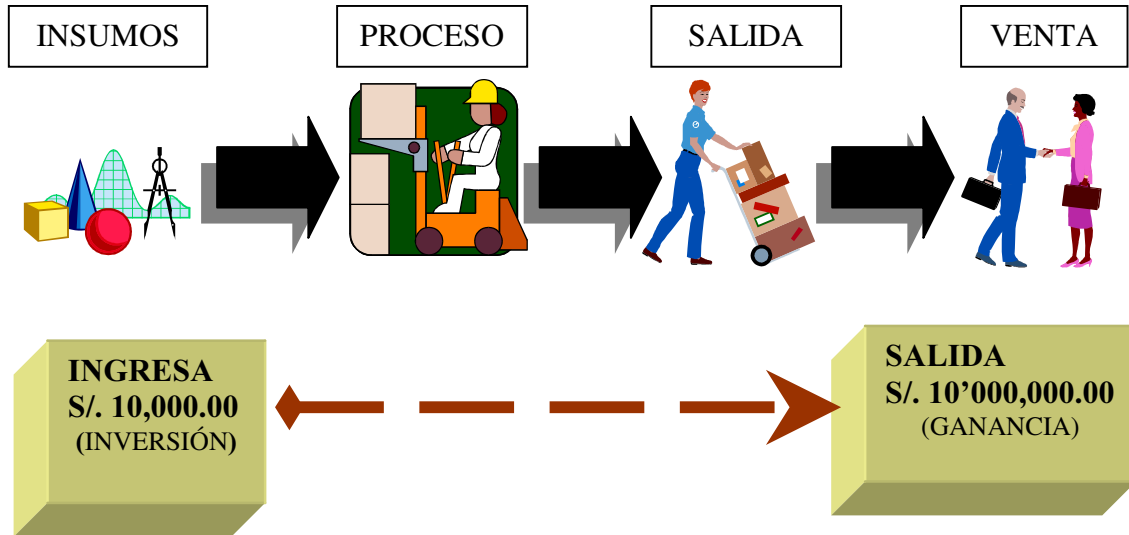 INSUMOS
PROCESO
SALIDA
VENTA
INGRESA
S/. 10,000.00
(INVERSIÓN)
SALIDA
S/. 10’000,000.00
(GANANCIA)